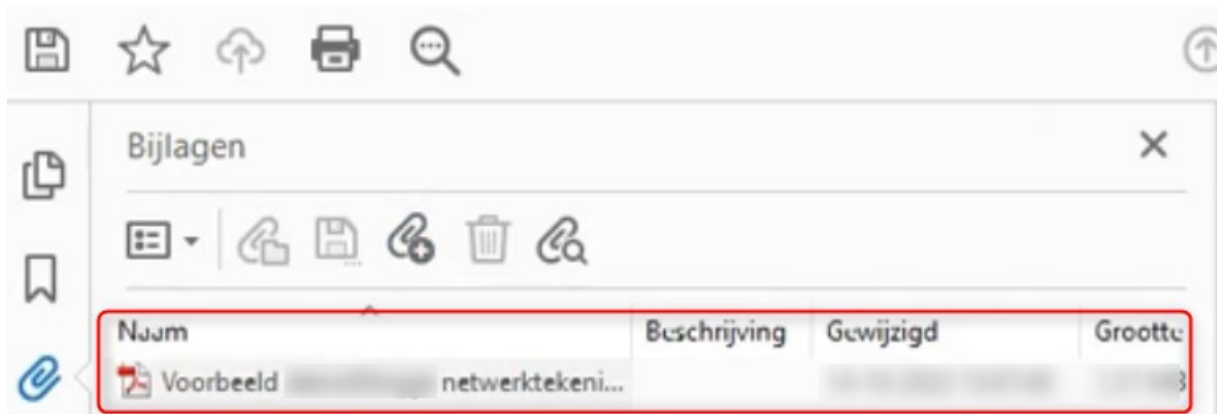 Bijlagen
Naam Beschrijving Gewijzigd Grootte
Voorbeeld netwerktekeni...